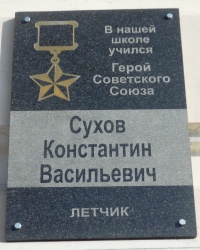 В нашей
школе
учился
Герой
Советского
Союза
Сухов
Константин
Васильевич
ЛЕТЧИК